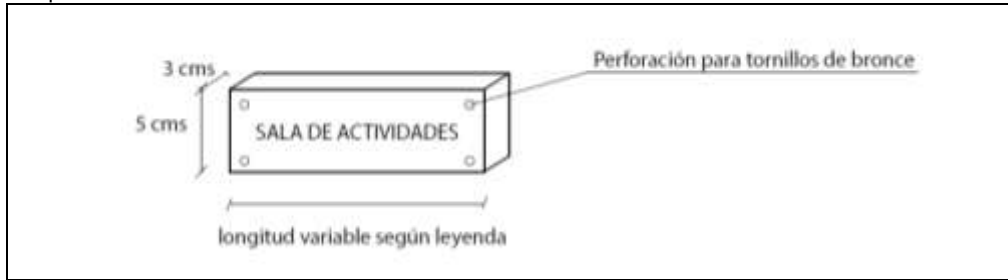 Perforación para tornillos de bronce
3 cms
5 cms
SALA DE ACTIVIDADES
longitud variable según leyenda